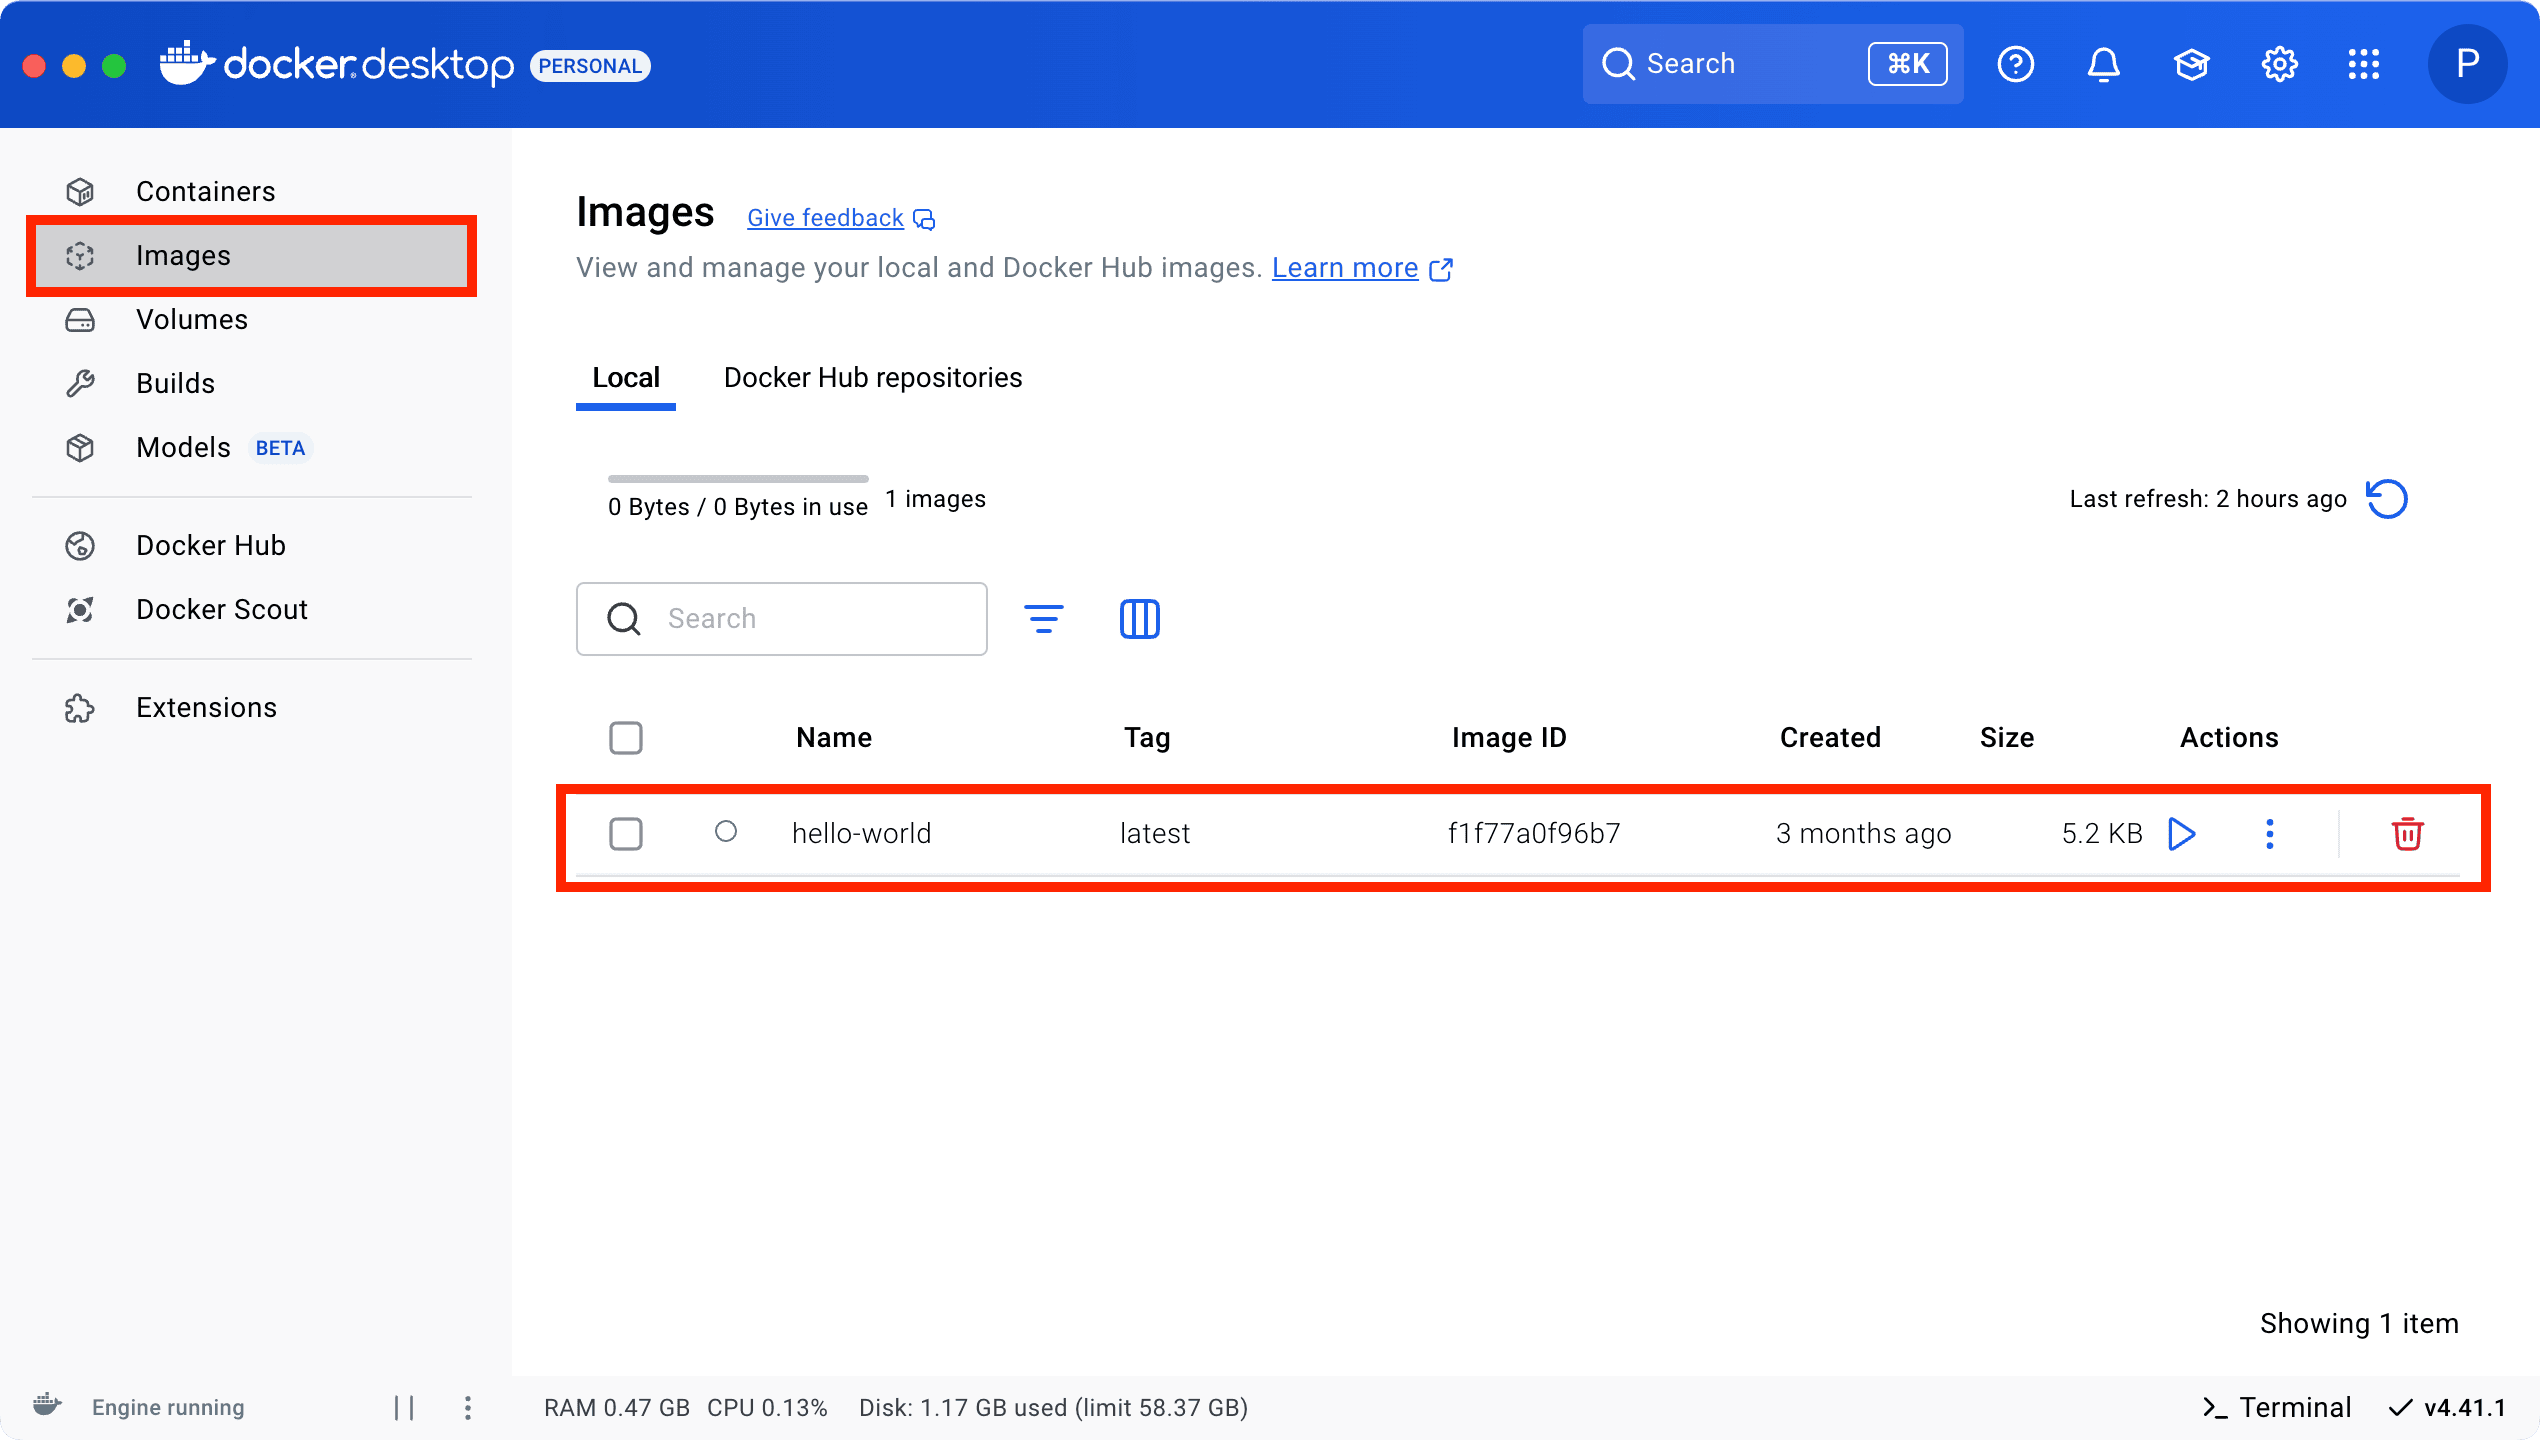 docker desktop PERSONAL
Search ⌘K
P
Containers
Images
Volumes
Builds
Models BETA
Docker Hub
Docker Scout
Extensions
Images Give feedback
View and manage your local and Docker Hub images. Learn more
Local Docker Hub repositories
0 Bytes / 0 Bytes in use 1 images
Last refresh: 2 hours ago
Search
Name Tag Image ID Created Size Actions
hello-world latest f1f77a0f96b7 3 months ago 5.2 KB
Showing 1 item
Engine running
RAM 0.47 GB CPU 0.13% Disk: 1.17 GB used (limit 58.37 GB)
Terminal v4.41.1